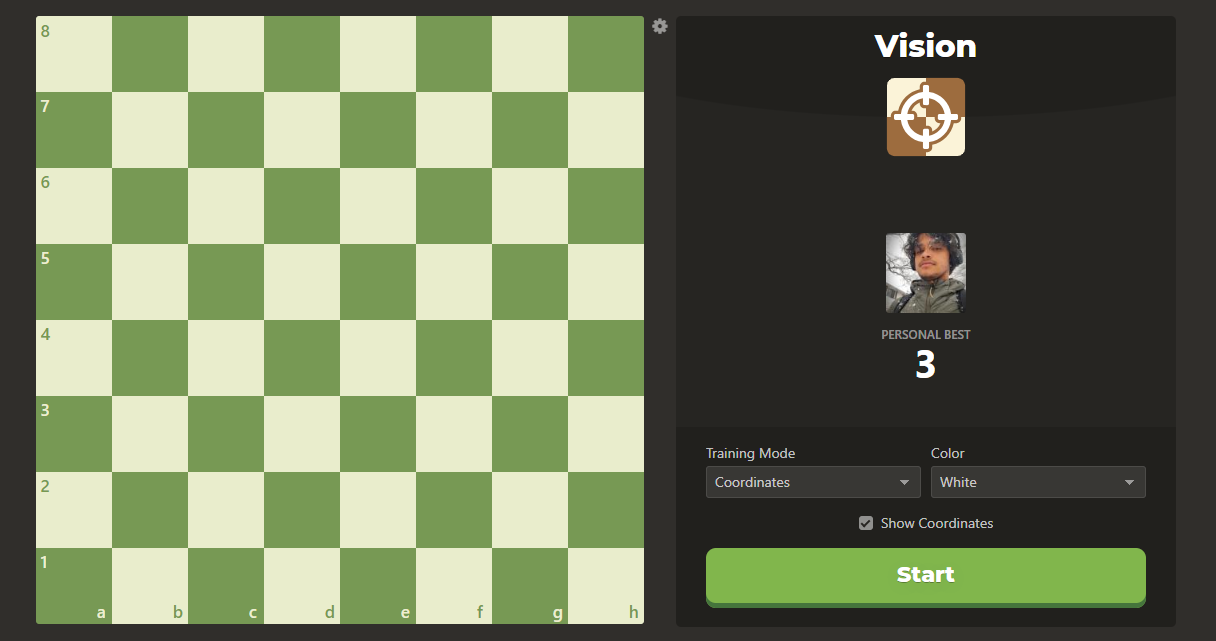 8
7
6
5
4
3
2
1
a b c d e f g h
Vision
PERSONAL BEST
3
Training Mode Color
Coordinates White
Show Coordinates
Start